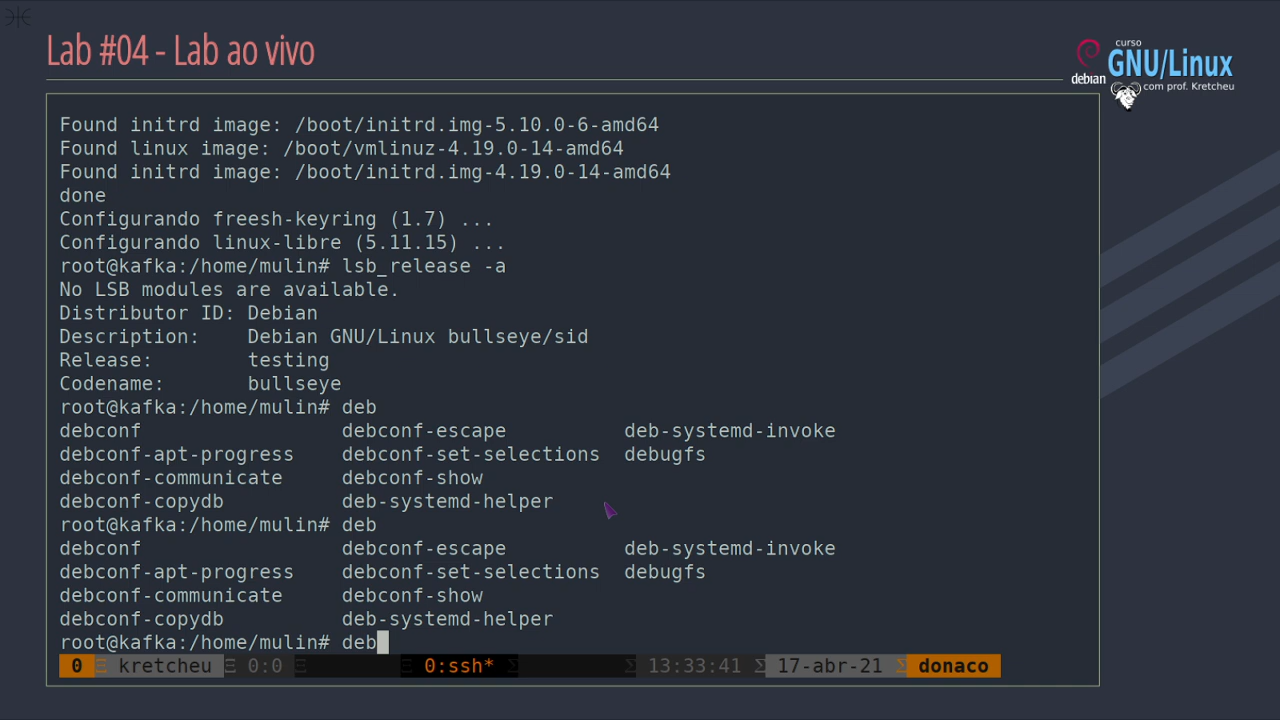 Lab #04 - Lab ao vivo
curso
GNU/Linux
debian
com prof. Kretcheu
Found initrd image: /boot/initrd.img-5.10.0-6-amd64
Found linux image: /boot/vmlinuz-4.19.0-14-amd64
Found initrd image: /boot/initrd.img-4.19.0-14-amd64
done
Configurando freesh-keyring (1.7) ...
Configurando linux-libre (5.11.15) ...
root@kafka:/home/mulin# lsb_release -a
No LSB modules are available.
Distributor ID: Debian
Description:    Debian GNU/Linux bullseye/sid
Release:        testing
Codename:       bullseye
root@kafka:/home/mulin# deb
debconf                 debconf-escape          deb-systemd-invoke
debconf-apt-progress    debconf-set-selections  debugfs
debconf-communicate     debconf-show
debconf-copydb          deb-systemd-helper
root@kafka:/home/mulin# deb
debconf                 debconf-escape          deb-systemd-invoke
debconf-apt-progress    debconf-set-selections  debugfs
debconf-communicate     debconf-show
debconf-copydb          deb-systemd-helper
root@kafka:/home/mulin# deb
0 Ξ kretcheu Ξ 0:0 Ξ 0:ssh* Σ Σ 13:33:41 Σ 17-abr-21 Σ donaco